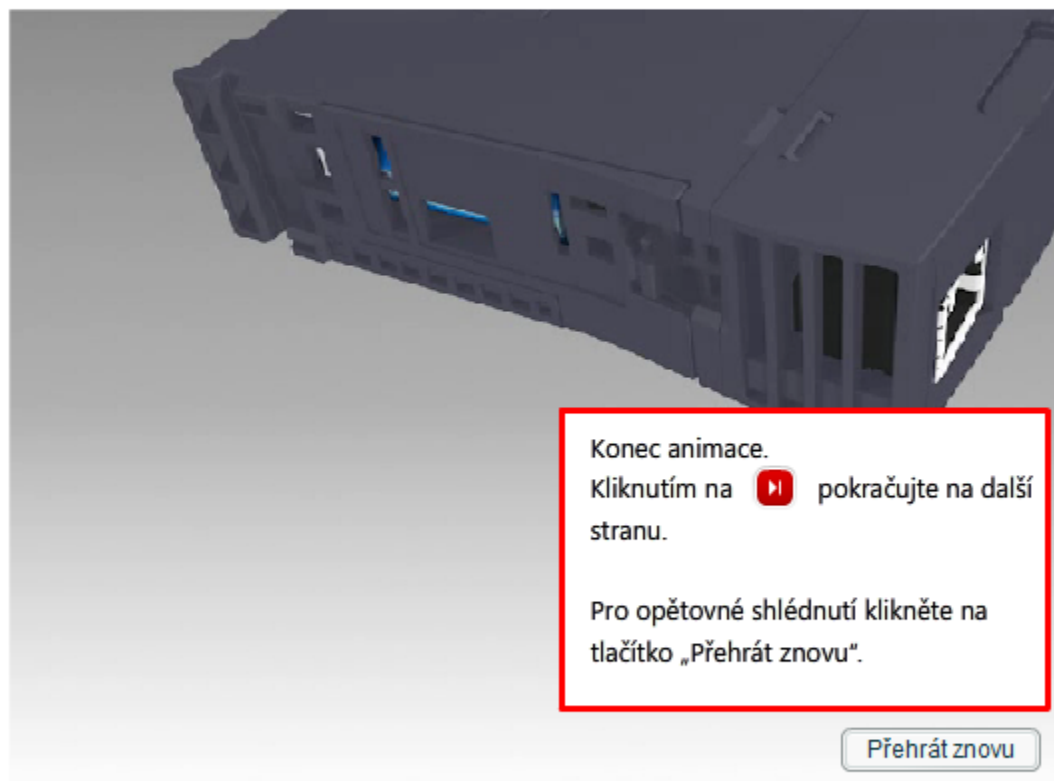 Konec animace.
Kliknutím na pokračujte na další
stranu.
Pro opětovné shlédnutí klikněte na
tlačítko „Přehrát znovu“.
Přehrát znovu